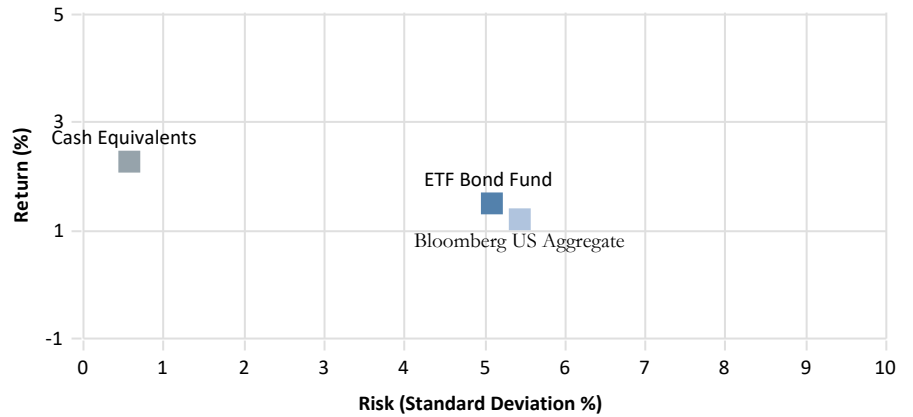 5
3
1
-1
Return (%)
Cash Equivalents
ETF Bond Fund
Bloomberg US Aggregate
0 1 2 3 4 5 6 7 8 9 10
Risk (Standard Deviation %)